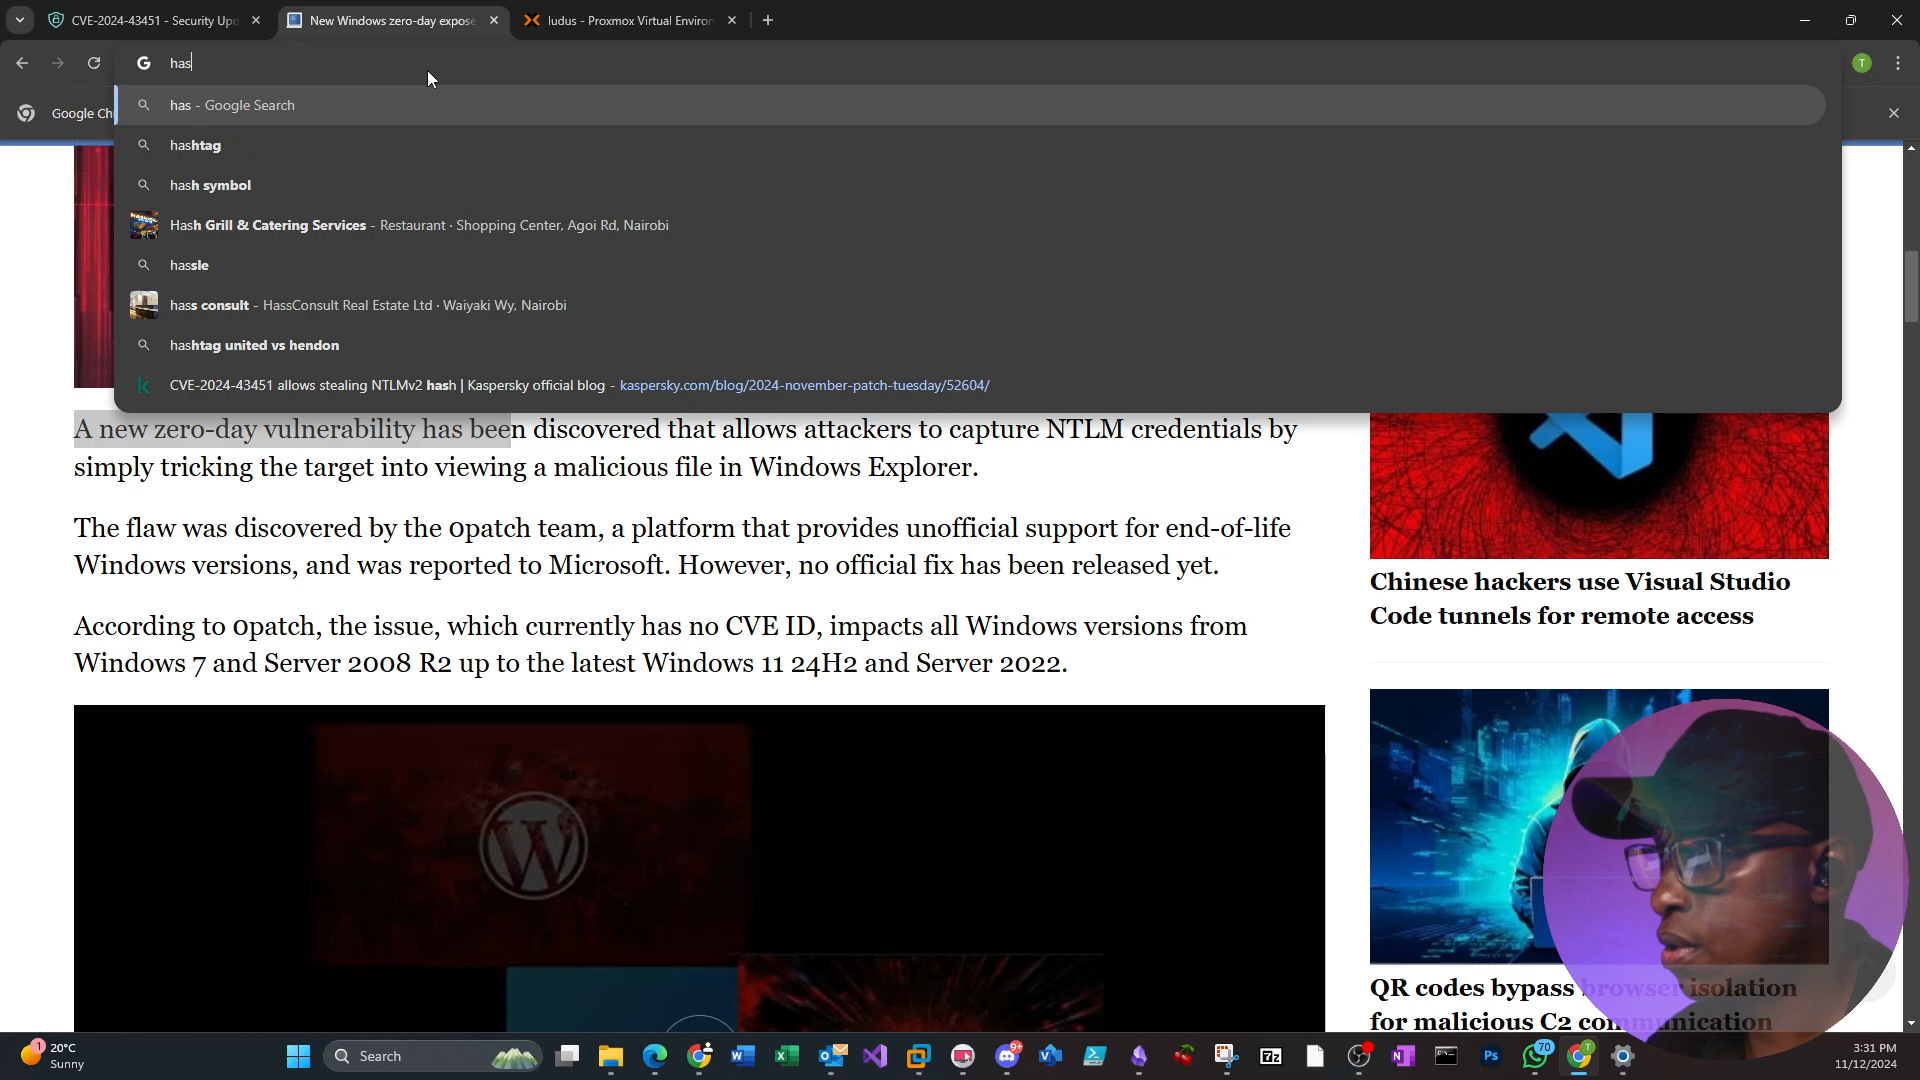 CVE-2024-43451 - Security Up
New Windows zero-day expose
ludus - Proxmox Virtual Environ
has
T
Google Ch
has - Google Search
hashtag
hash symbol
Hash Grill & Catering Services - Restaurant · Shopping Center, Agoi Rd, Nairobi
hassle
hass consult - HassConsult Real Estate Ltd · Waiyaki Wy, Nairobi
hashtag united vs hendon
CVE-2024-43451 allows stealing NTLMv2 hash | Kaspersky official blog - kaspersky.com/blog/2024-november-patch-tuesday/52604/
A new zero-day vulnerability has been discovered that allows attackers to capture NTLM credentials by
simply tricking the target into viewing a malicious file in Windows Explorer.
The flaw was discovered by the 0patch team, a platform that provides unofficial support for end-of-life
Windows versions, and was reported to Microsoft. However, no official fix has been released yet.
According to 0patch, the issue, which currently has no CVE ID, impacts all Windows versions from
Windows 7 and Server 2008 R2 up to the latest Windows 11 24H2 and Server 2022.
Chinese hackers use Visual Studio
Code tunnels for remote access
QR codes bypass browser isolation
for malicious C2 communication
1
20°C
Sunny
Search
9+
7z
Ps
70
T
3:31 PM
11/12/2024